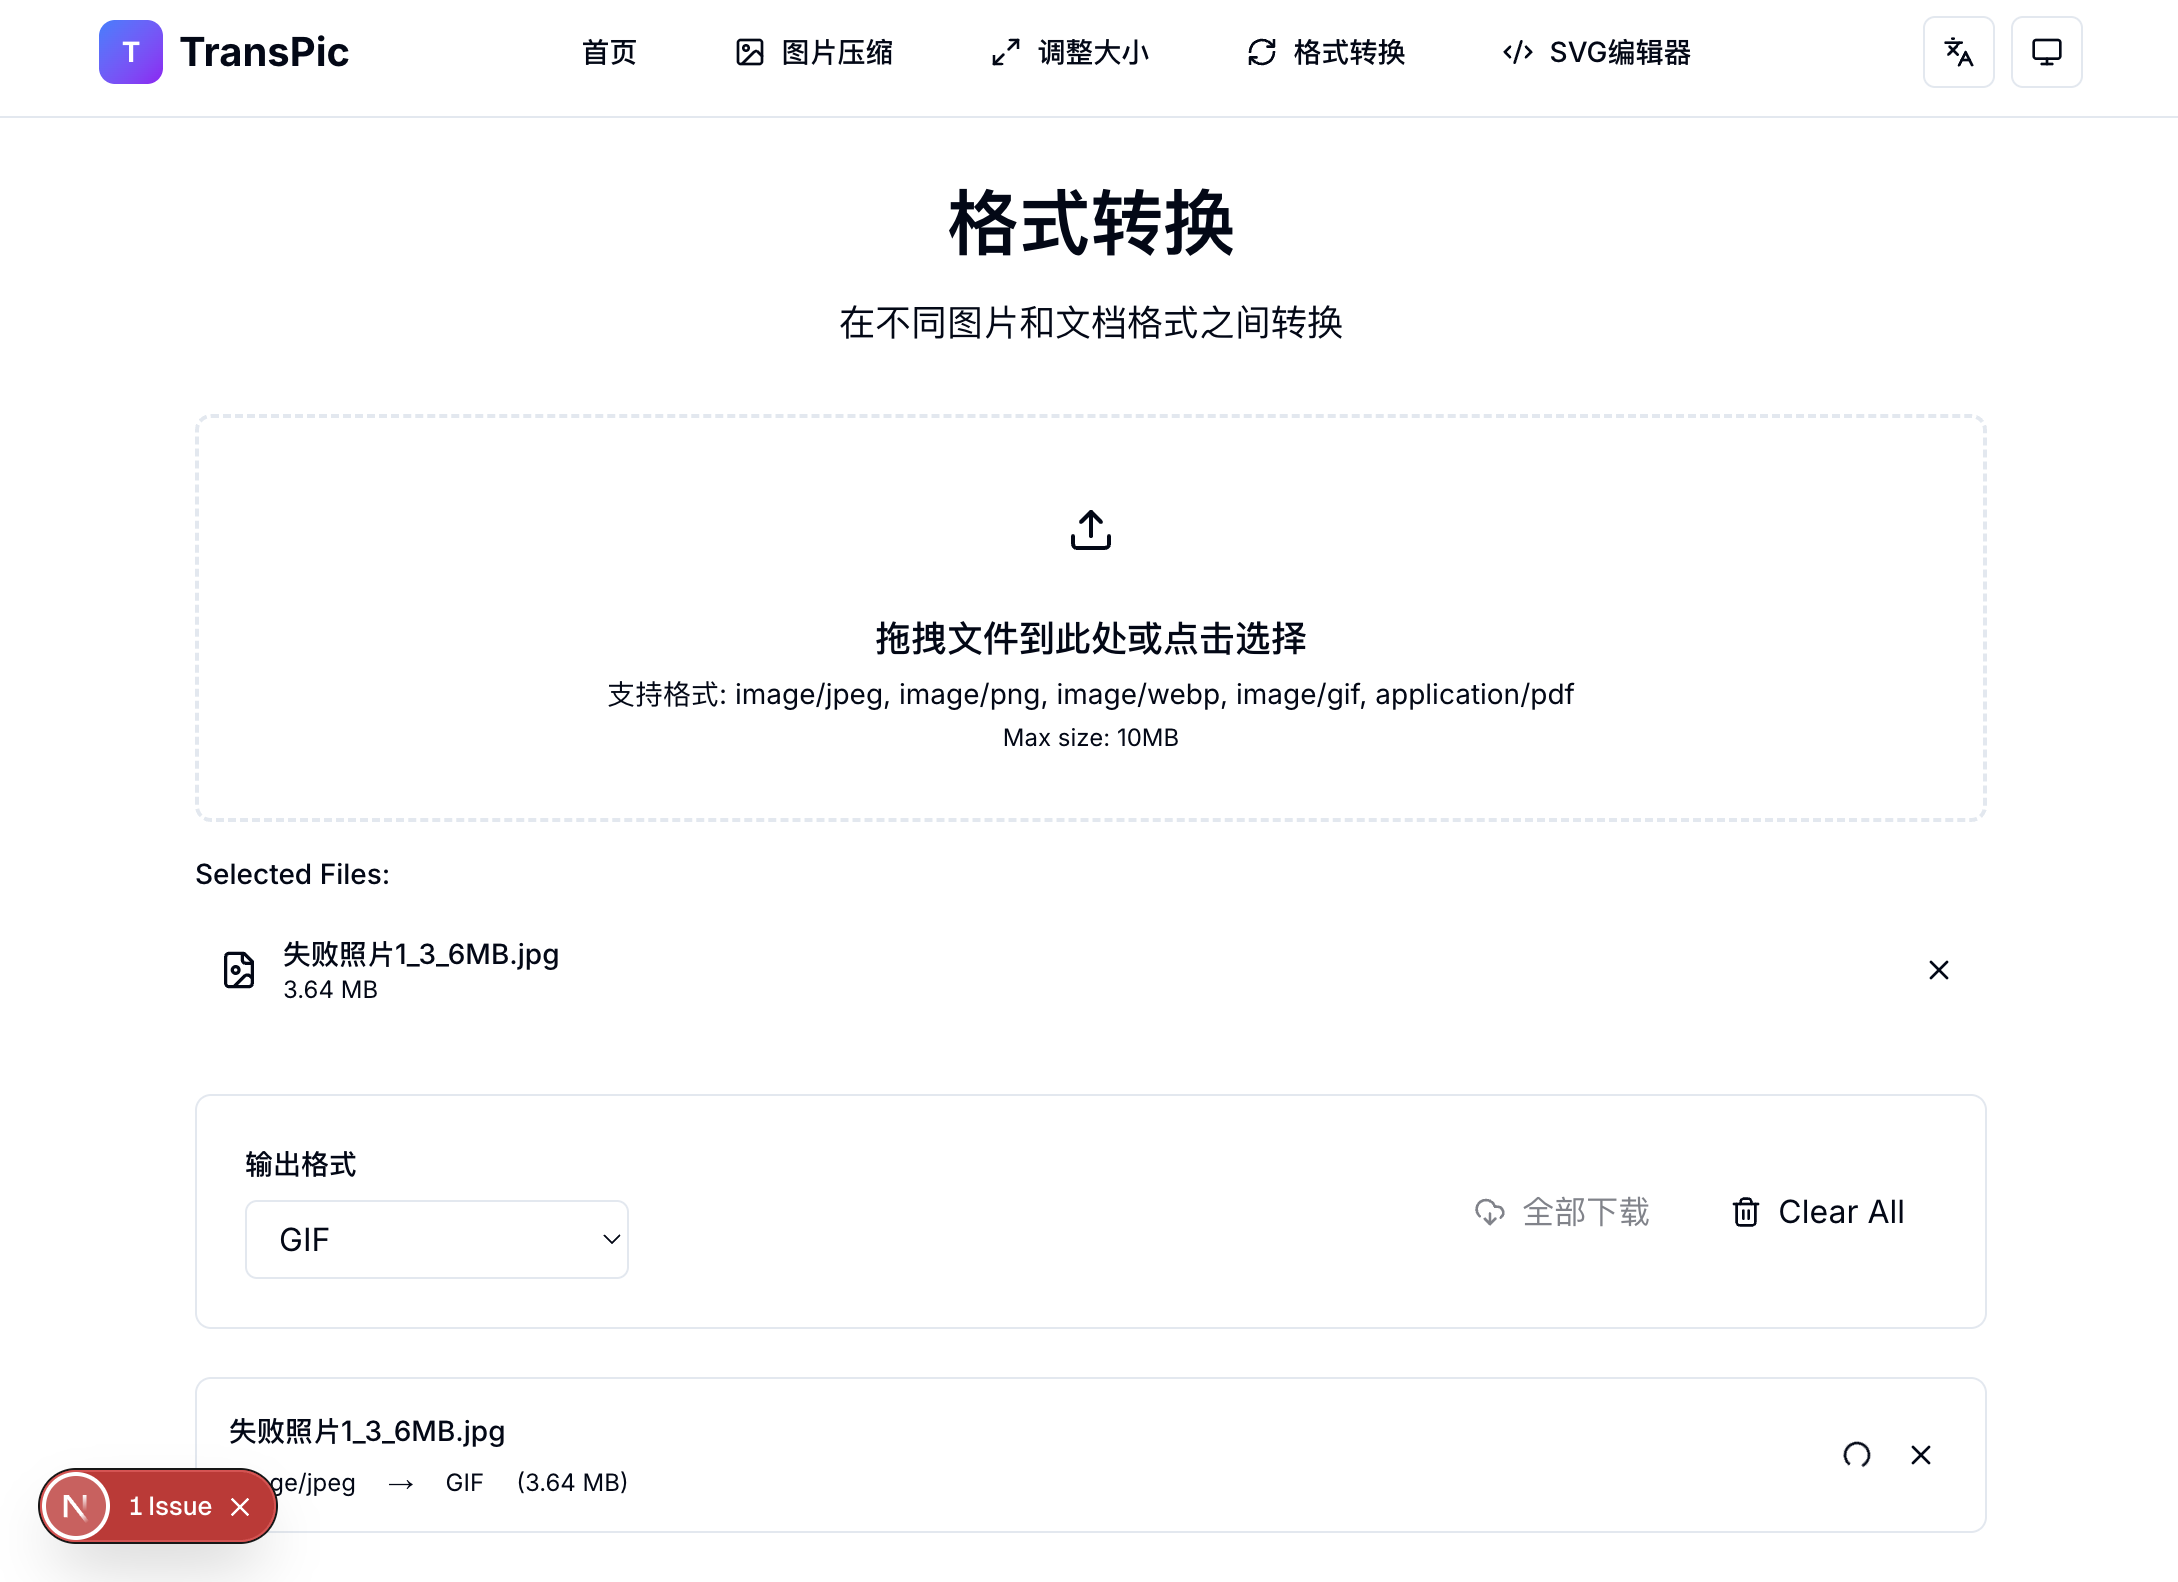 T TransPic 首页 图片压缩 调整大小 格式转换 SVG编辑器
格式转换
在不同图片和文档格式之间转换
拖拽文件到此处或点击选择
支持格式: image/jpeg, image/png, image/webp, image/gif, application/pdf
Max size: 10MB
Selected Files:
失败照片1_3_6MB.jpg
3.64 MB
输出格式
GIF
全部下载 Clear All
失败照片1_3_6MB.jpg
ge/jpeg → GIF (3.64 MB)
N 1 Issue